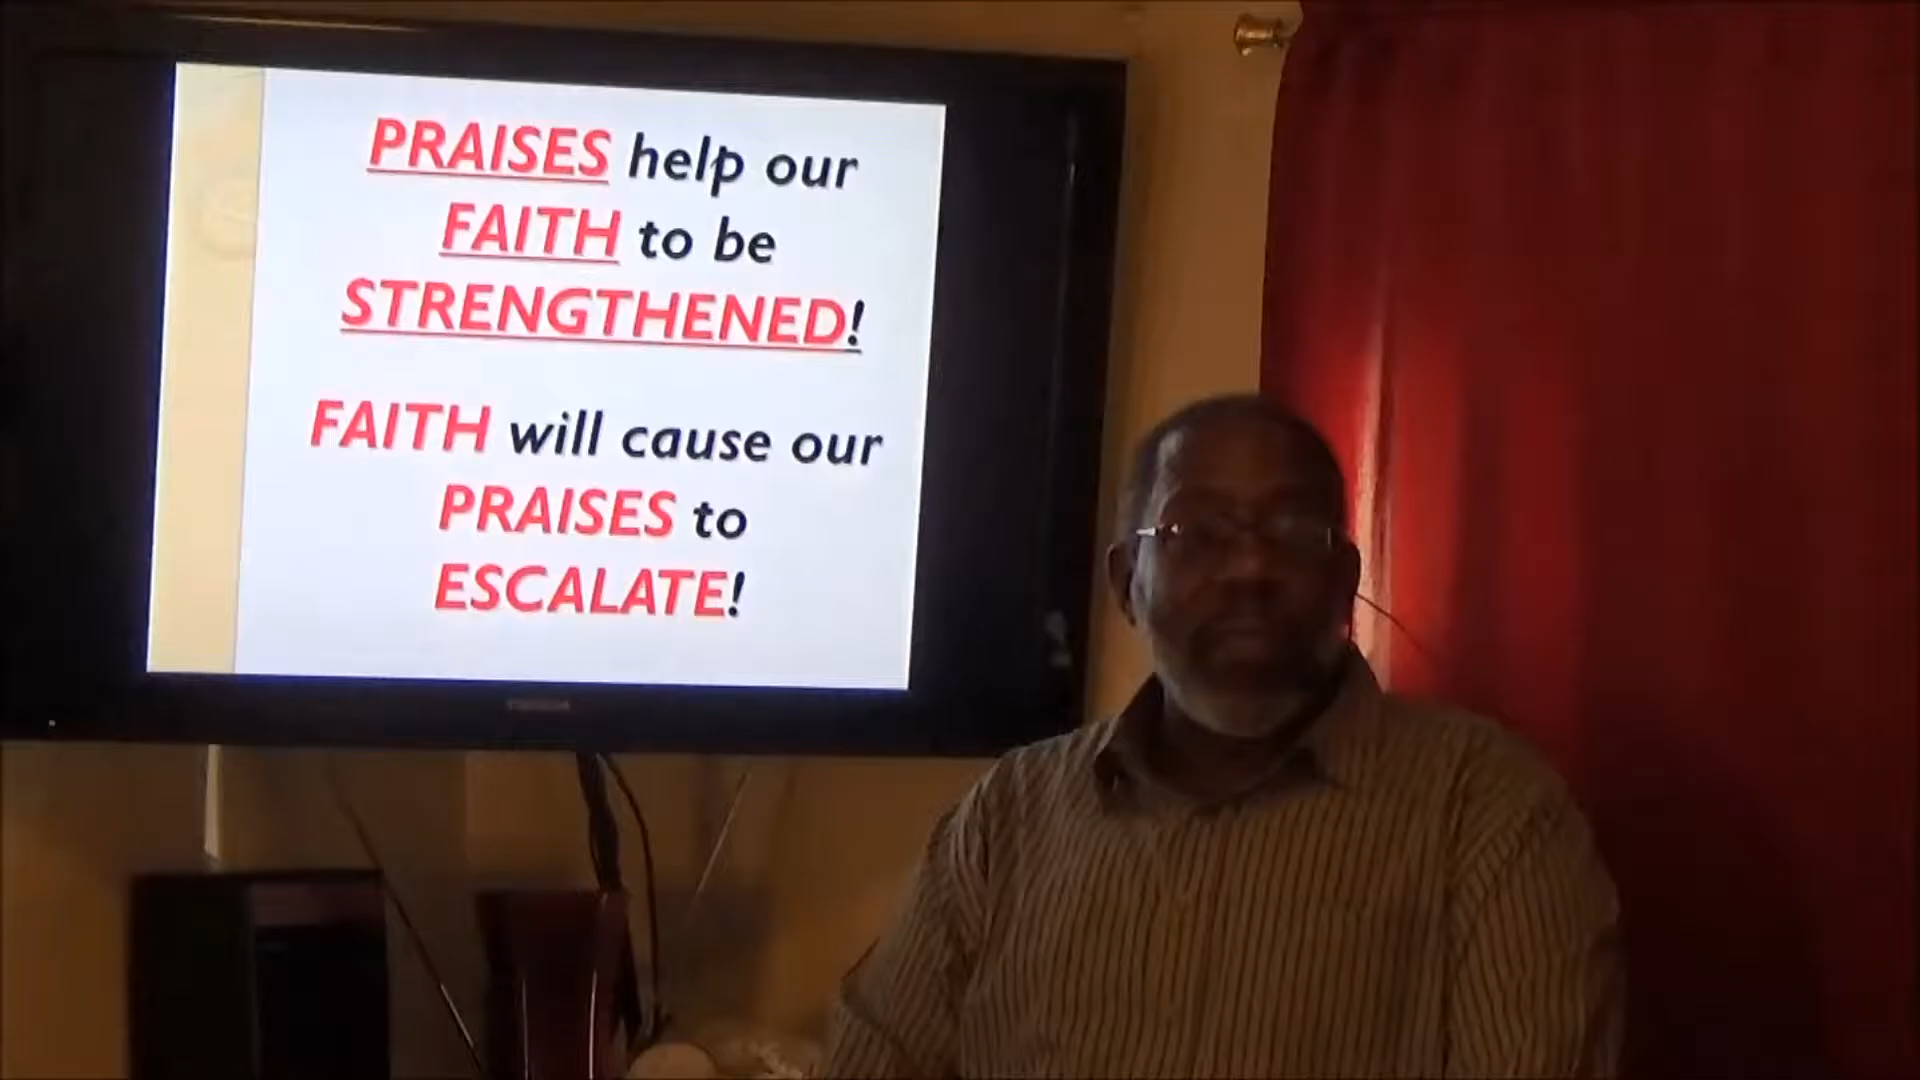 PRAISES help our
FAITH to be
STRENGTHENED!
FAITH will cause our
PRAISES to
ESCALATE!